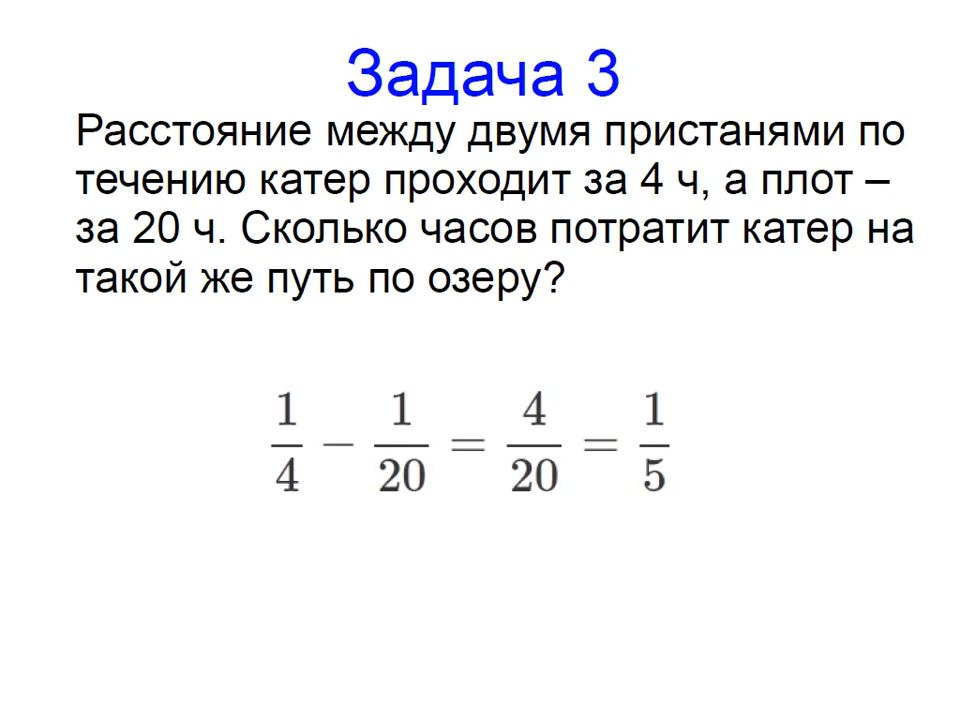 Задача 3
Расстояние между двумя пристанями по
течению катер проходит за 4 ч, а плот –
за 20 ч. Сколько часов потратит катер на
такой же путь по озеру?
1/4 − 1/20 = 4/20 = 1/5